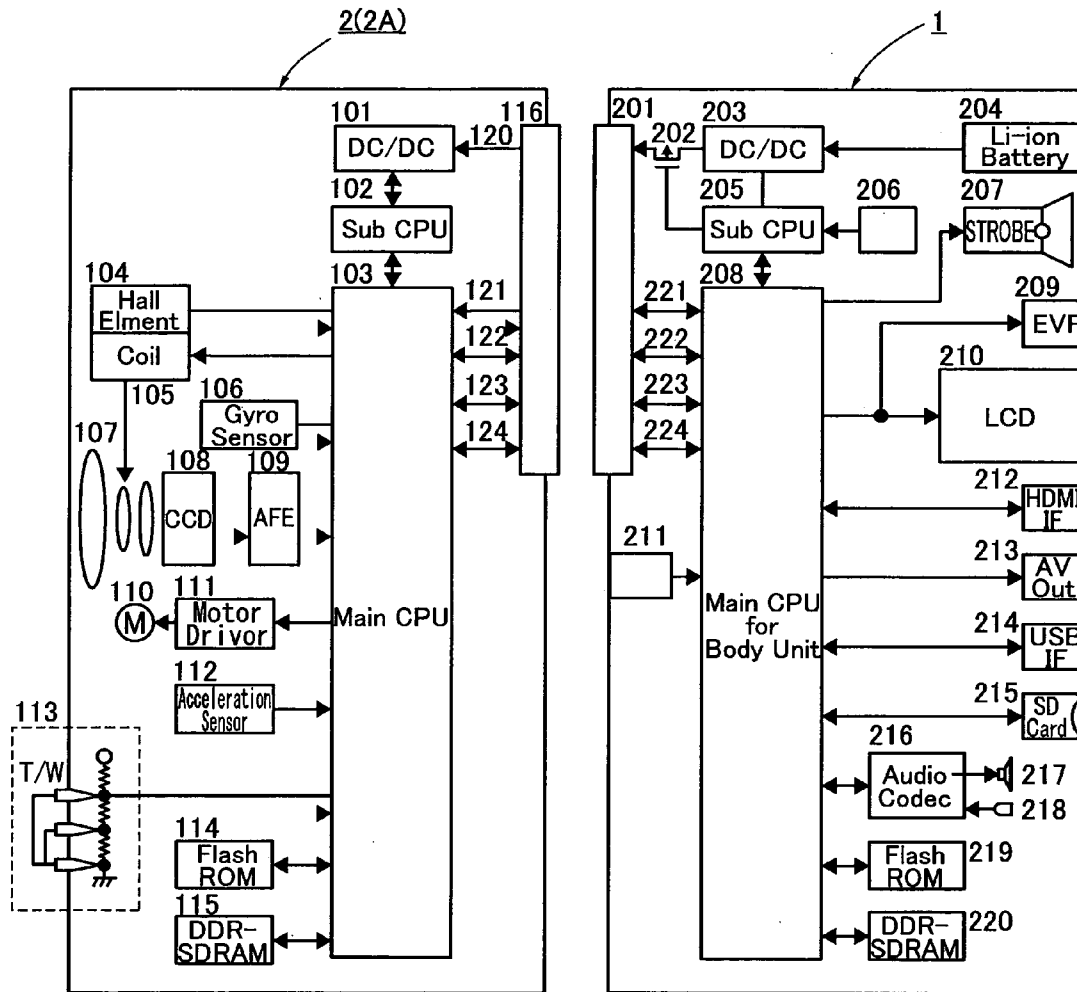 2(2A)
1
101
DC/DC
120
116
102
Sub CPU
103
104
Hall
Elment
Coil
105
106
Gyro
Sensor
107
108
CCD
109
AFE
110
M
111
Motor
Drivor
112
Acceleration
Sensor
113
T/W
114
Flash
ROM
115
DDR-
SDRAM
Main CPU
121
122
123
124
201
202
203
DC/DC
204
Li-ion
Battery
205
Sub CPU
206
207
STROBE
208
221
222
223
224
209
EVF
210
LCD
211
Main CPU
for
Body Unit
212
HDMI
IF
213
AV
Out
214
USB
IF
215
SD
Card
216
Audio
Codec
217
218
Flash
ROM
219
DDR-
SDRAM
220